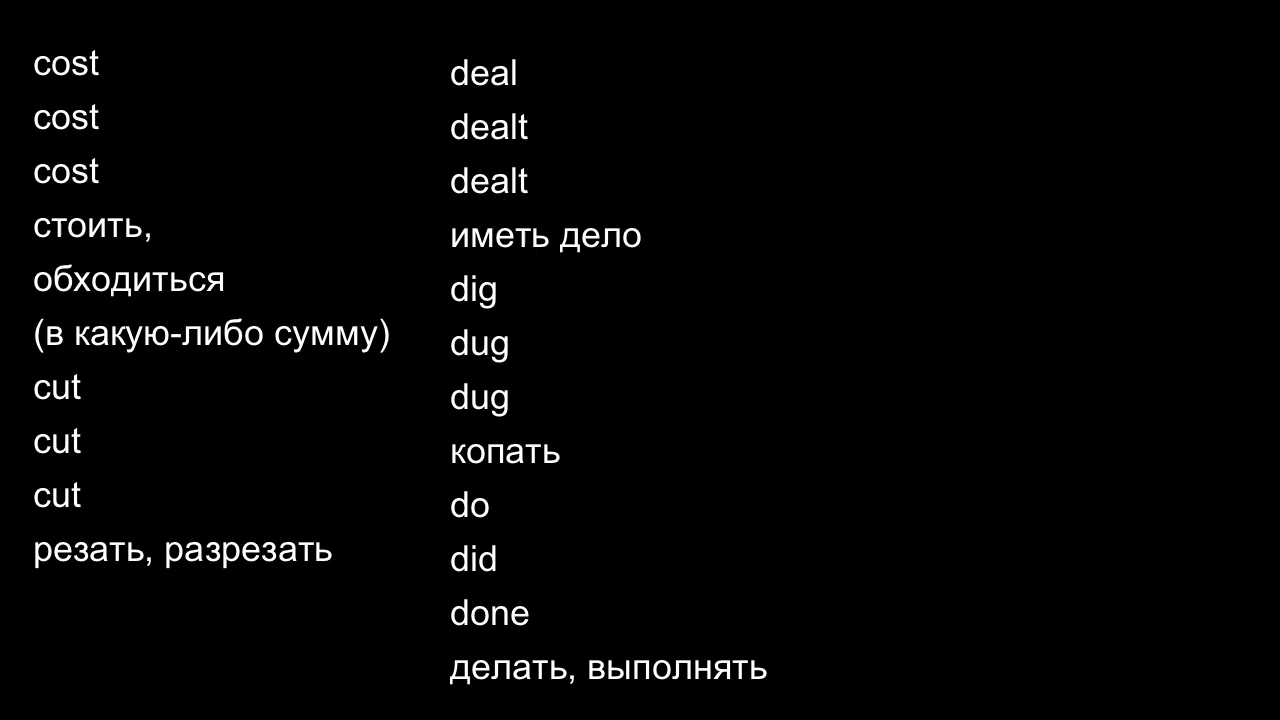 cost
cost
cost
стоить,
обходиться
(в какую-либо сумму)
cut
cut
cut
резать, разрезать
deal
dealt
dealt
иметь дело
dig
dug
dug
копать
do
did
done
делать, выполнять